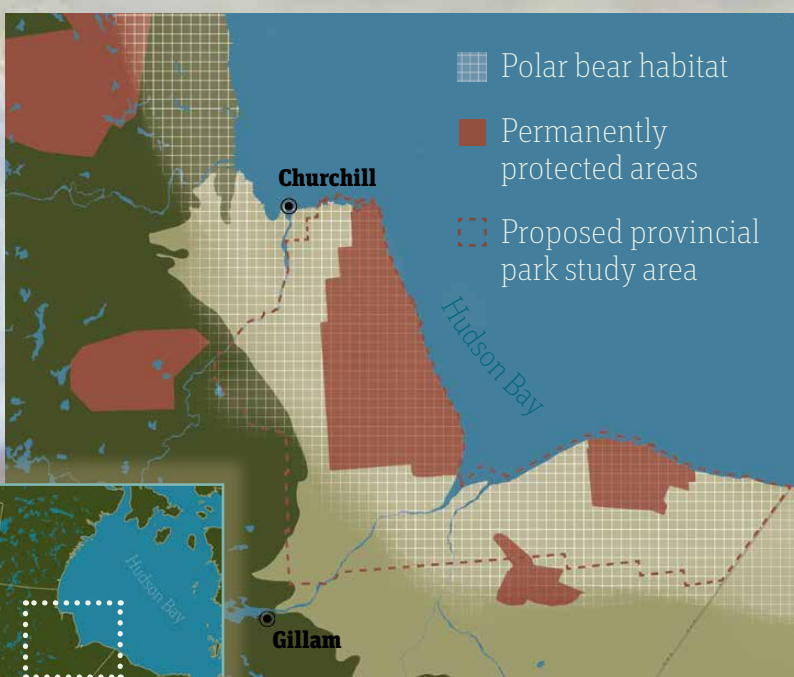 Polar bear habitat
Permanently
protected areas
Proposed provincial
park study area
Churchill
Hudson Bay
Hudson Bay
Gillam